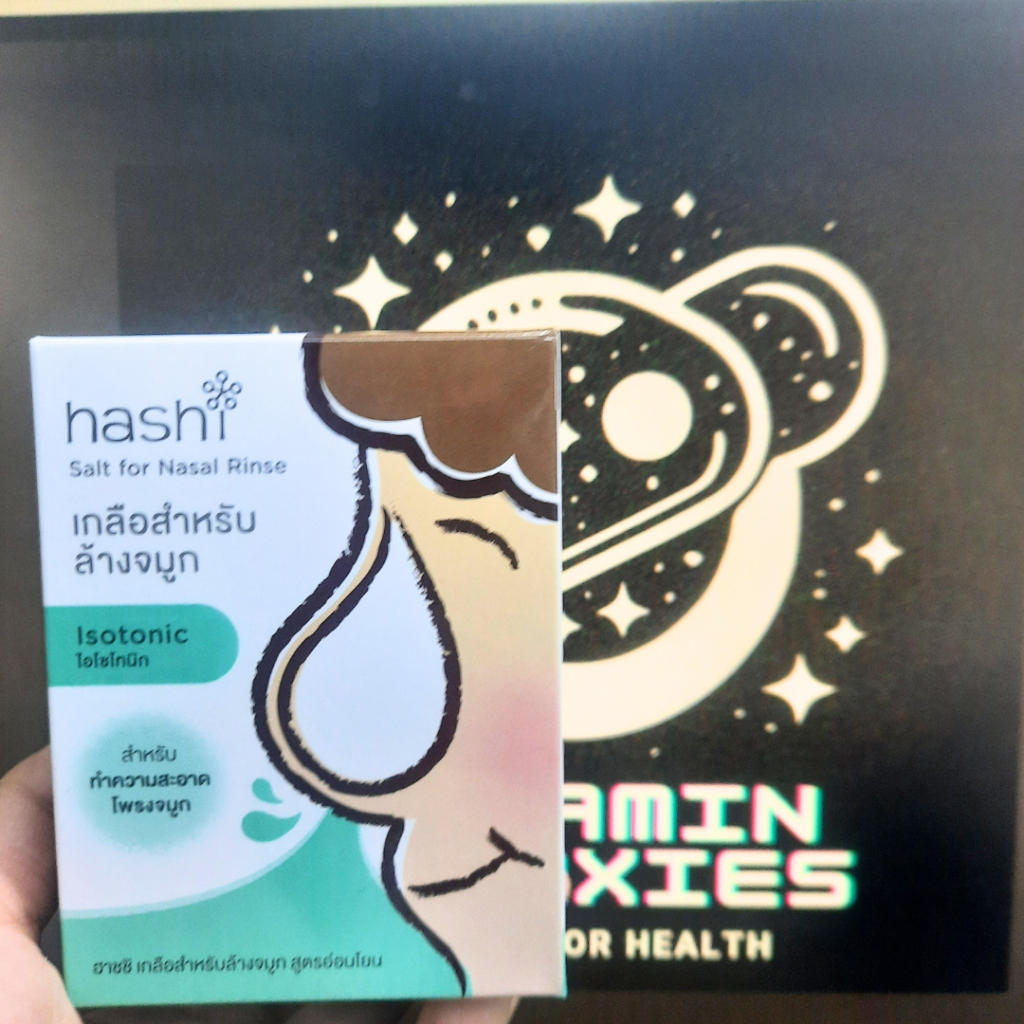 hashi
Salt for Nasal Rinse
เกลือสำหรับ
ล้างจมูก
Isotonic
ไอโซโทนิก
สำหรับ
ทำความสะอาด
โพรงจมูก
ฮาชชิ เกลือสำหรับล้างจมูก สูตรอ่อนโยน
AMIN
XIES
OR HEALTH